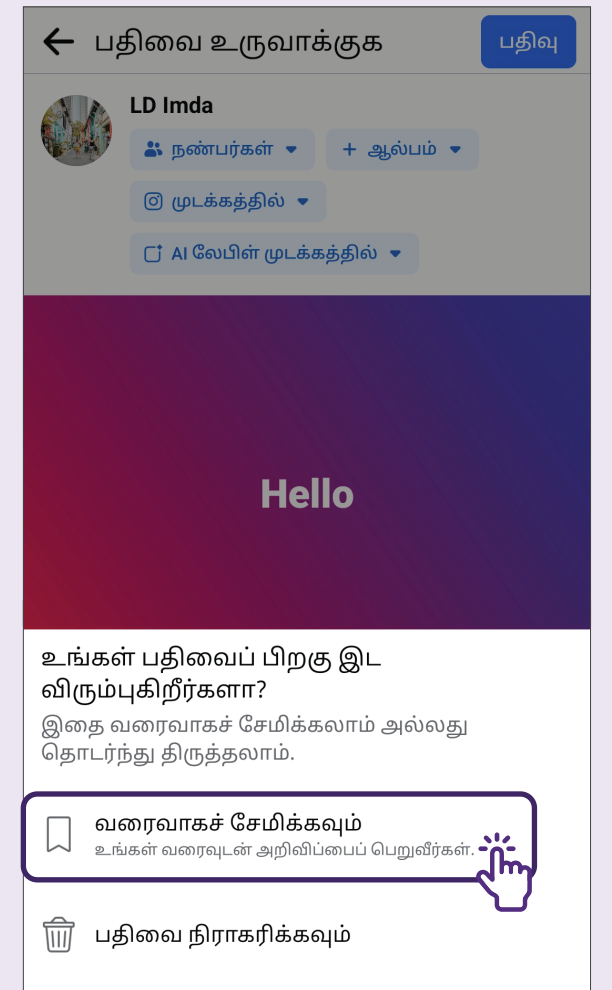 பதிவை உருவாக்குக
பதிவு
LD Imda
நண்பர்கள்
+ ஆல்பம்
முடக்கத்தில்
AI லேபிள் முடக்கத்தில்
Hello
உங்கள் பதிவைப் பிறகு இட
விரும்புகிறீர்களா?
இதை வரைவாகச் சேமிக்கலாம் அல்லது
தொடர்ந்து திருத்தலாம்.
வரைவாகச் சேமிக்கவும்
உங்கள் வரைவுடன் அறிவிப்பைப் பெறுவீர்கள்.
பதிவை நிராகரிக்கவும்